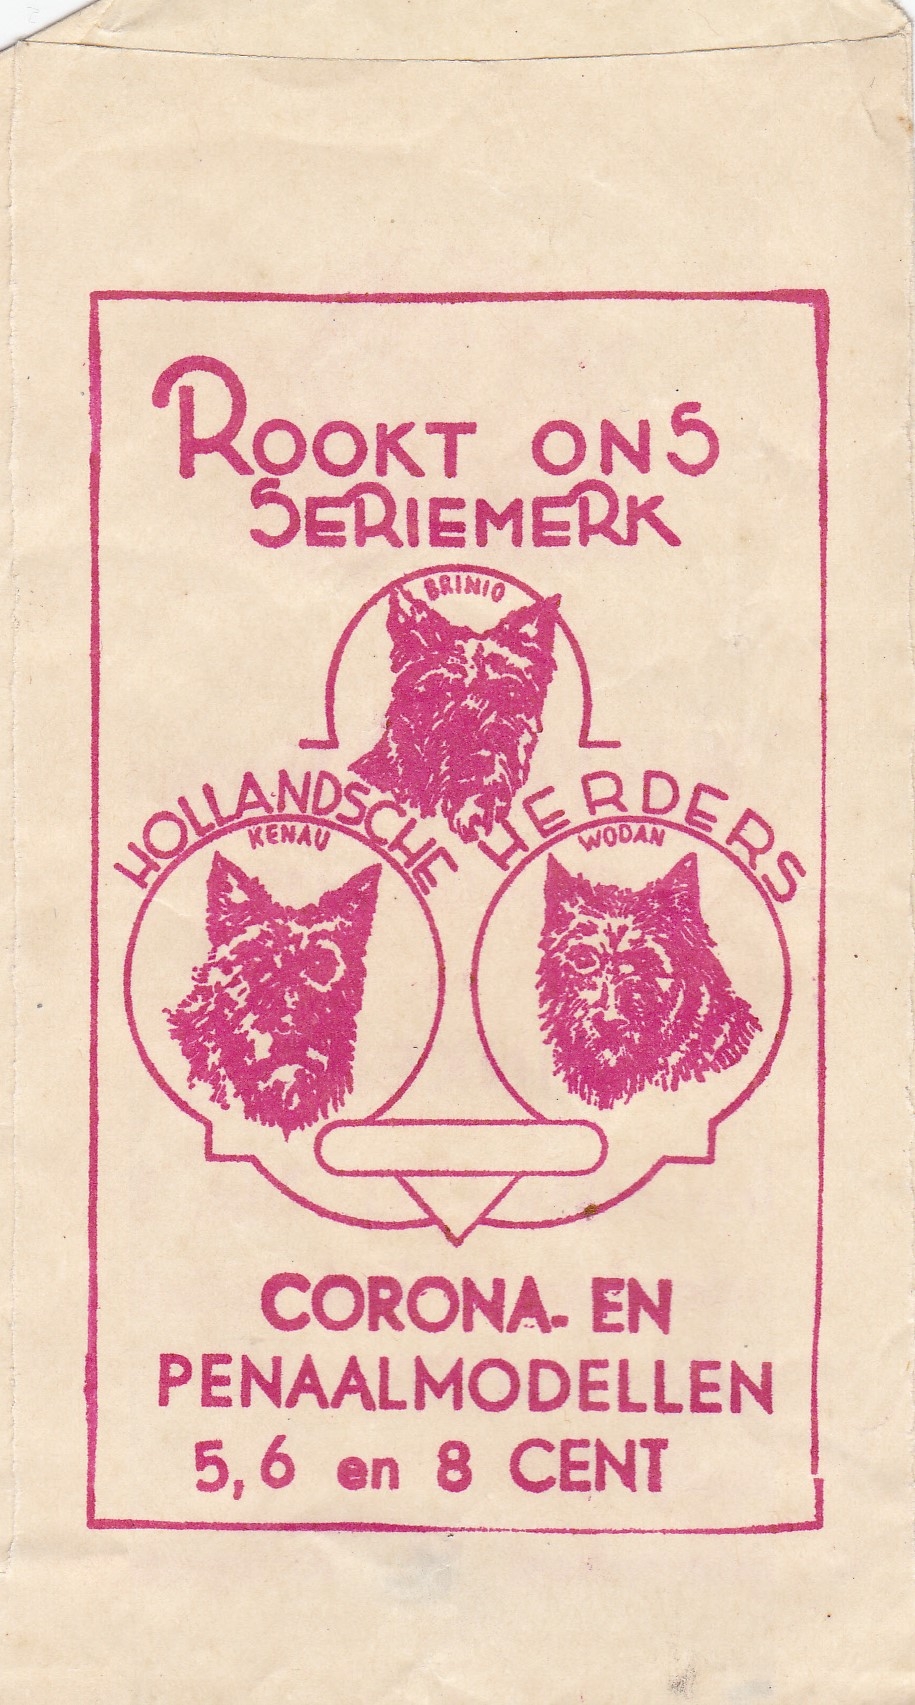 ROOKT ONS
SERIEMERK
BRINIO
HOLLANDSCHE HERDERS
KENAU
WODAN
CORONA- EN
PENAALMODELLEN
5, 6 en 8 CENT